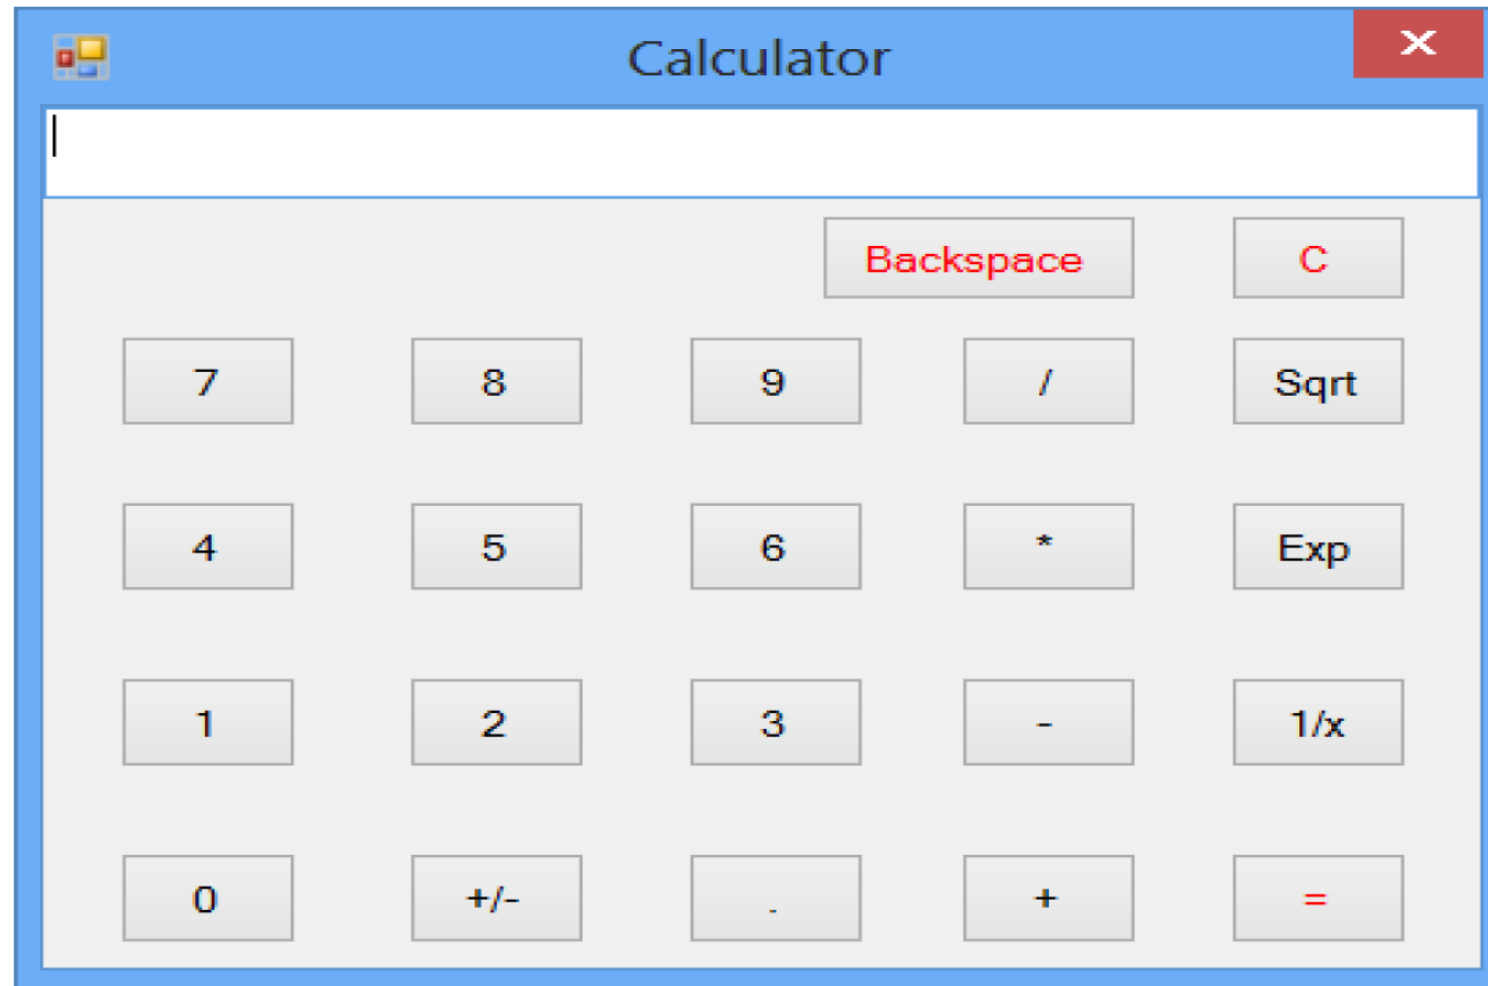 Calculator
Backspace C
7 8 9 / Sqrt
4 5 6 * Exp
1 2 3 - 1/x
0 +/- . + =